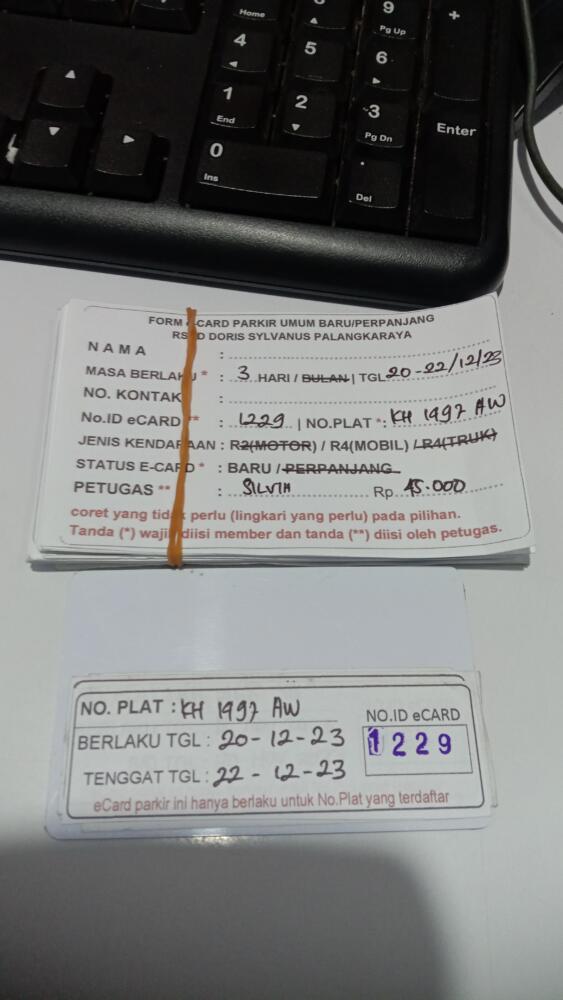 Home
9
Pg Up
+
4
5
6
1
End
2
3
Pg Dn
Enter
0
Ins
.
Del
FORM -CARD PARKIR UMUM BARU/PERPANJANG
RS D DORIS SYLVANUS PALANGKARAYA
NAMA :
MASA BERLAKU * : 3 HARI / BULAN | TGL 20-22/12/23
NO. KONTAK :
No.ID eCARD ** : 1229 | NO.PLAT * : KH 1997 AW
JENIS KENDARAAN : R2(MOTOR) / R4(MOBIL) / R4(TRUK)
STATUS E-CARD * : BARU / PERPANJANG
PETUGAS ** : SILVIA Rp 15.000
coret yang tidak perlu (lingkari yang perlu) pada pilihan.
Tanda (*) wajib diisi member dan tanda (**) diisi oleh petugas.
NO. PLAT : KH 1997 AW
NO.ID eCARD
1229
BERLAKU TGL : 20-12-23
TENGGAT TGL : 22-12-23
eCard parkir ini hanya berlaku untuk No.Plat yang terdaftar